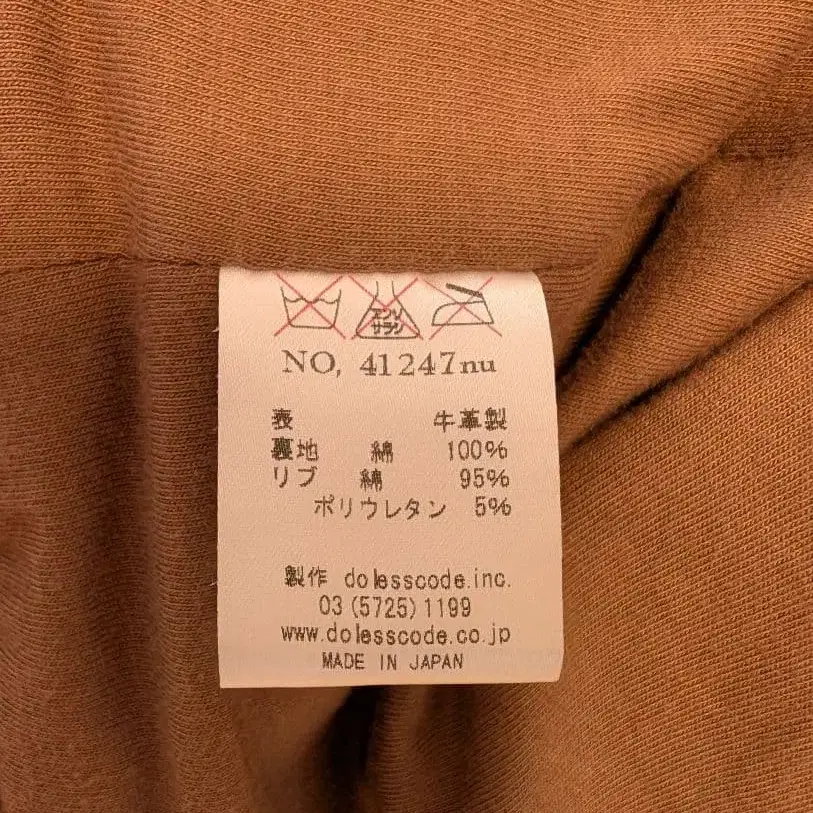 エンソ
サラシ
NO, 41247nu
表 牛革製
裏地 綿 100%
リブ 綿 95%
ポリウレタン 5%
製作 dolesscode.inc.
03(5725)1199
www.dolesscode.co.jp
MADE IN JAPAN